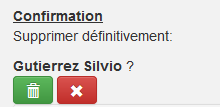 Confirmation
Supprimer définitivement:
Gutierrez Silvio ?